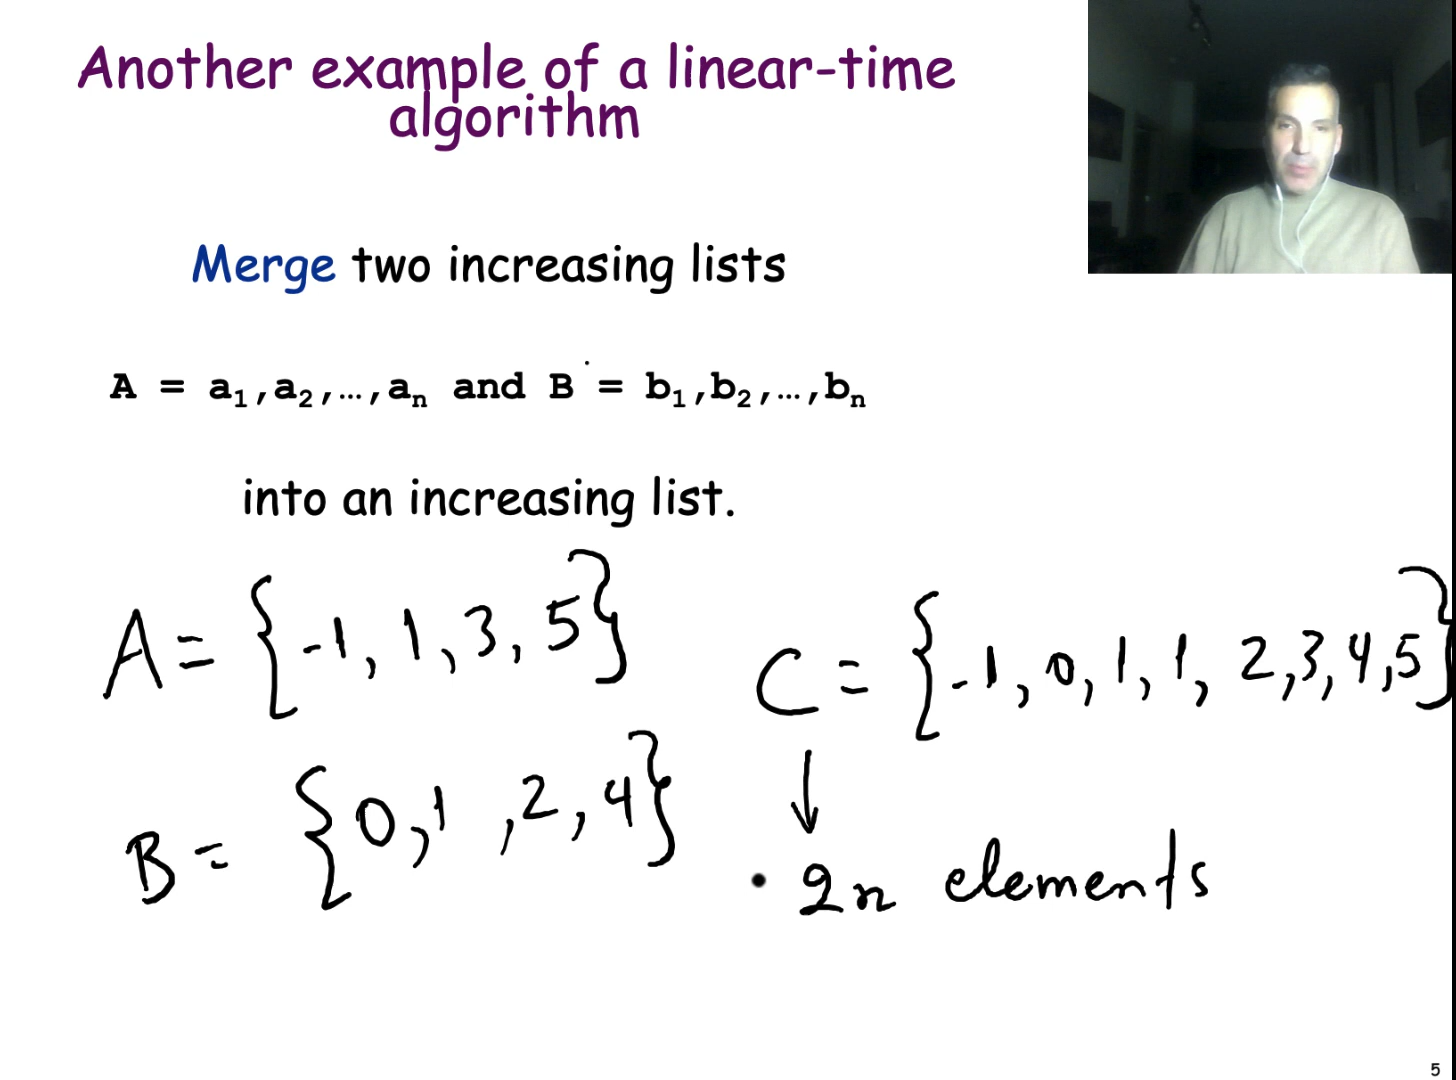 Another example of a linear-time
algorithm
Merge two increasing lists
A = a₁,a₂,…,aₙ and B = b₁,b₂,…,bₙ
into an increasing list.
A = {-1, 1, 3, 5}
C = {-1, 0, 1, 1, 2, 3, 4, 5}
B = {0, 1, 2, 4}
↓
• 2n elements
5